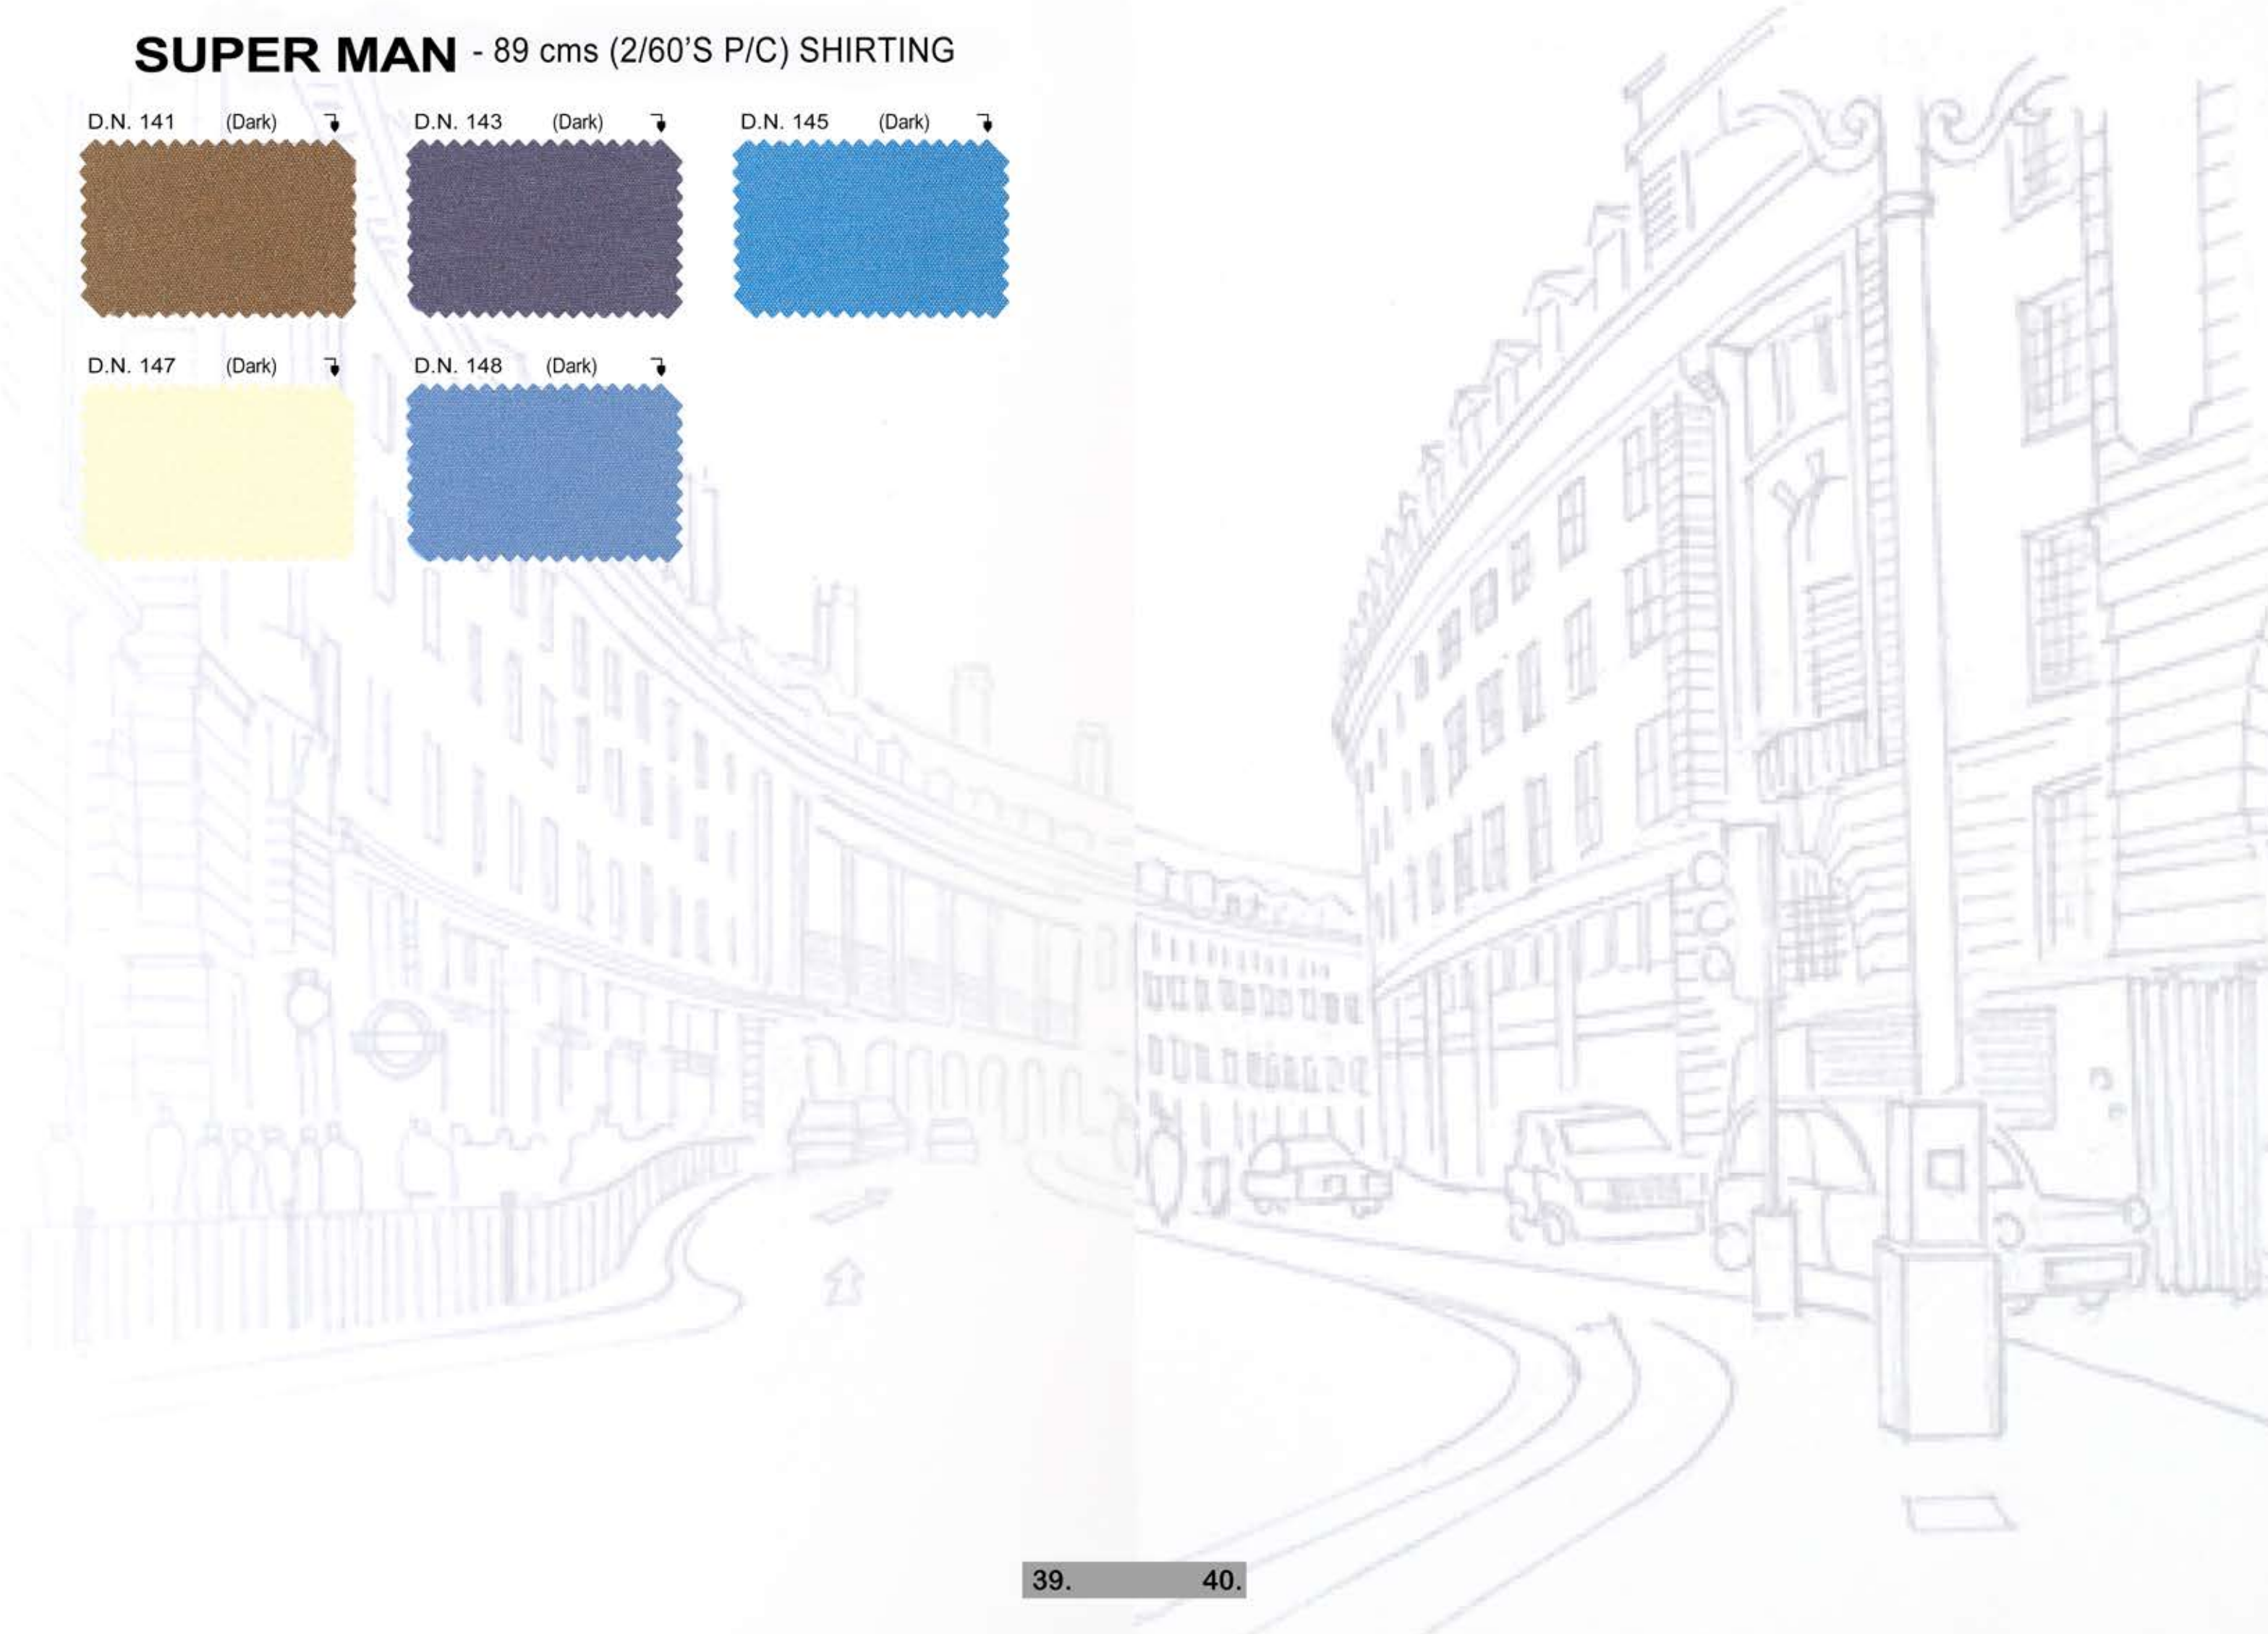 SUPER MAN - 89 cms (2/60'S P/C) SHIRTING
D.N. 141 (Dark)
D.N. 143 (Dark)
D.N. 145 (Dark)
D.N. 147 (Dark)
D.N. 148 (Dark)
39. 40.